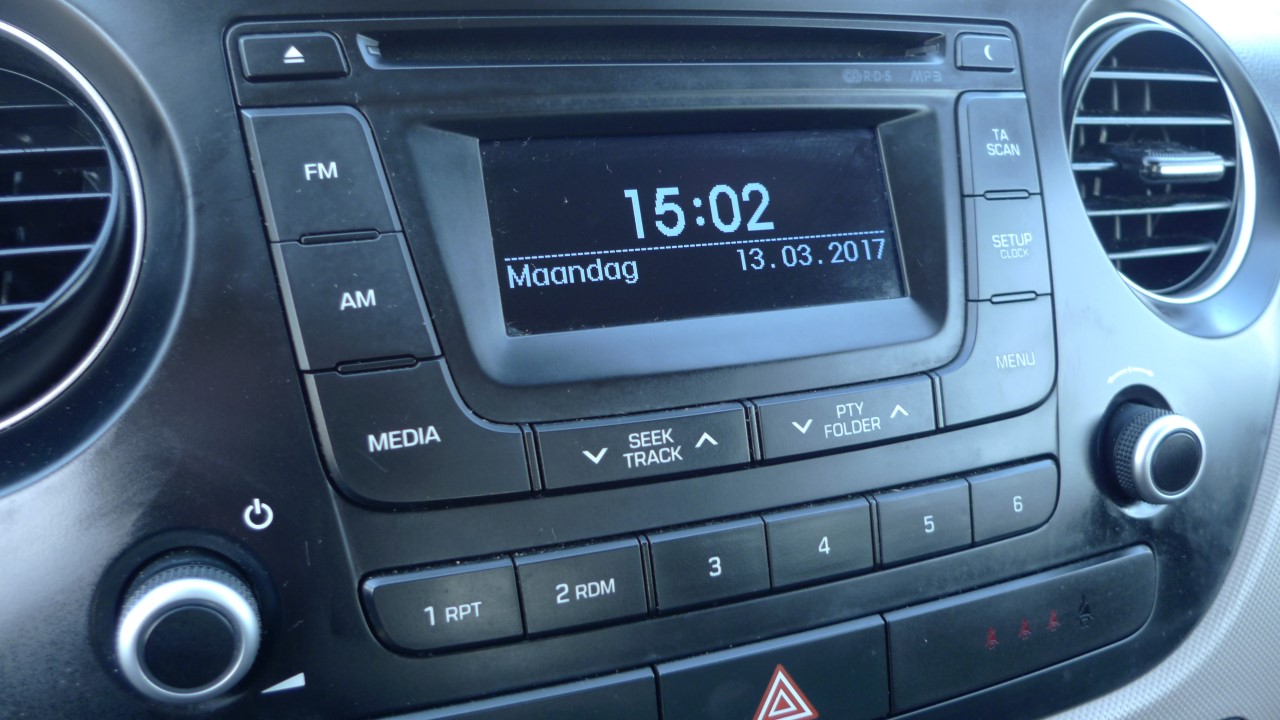 RDS MP3
FM
TA
SCAN
15:02
SETUP
CLOCK
Maandag 13.03.2017
AM
MENU
MEDIA
SEEK
TRACK
PTY
FOLDER
1 RPT
2 RDM
3
4
5
6